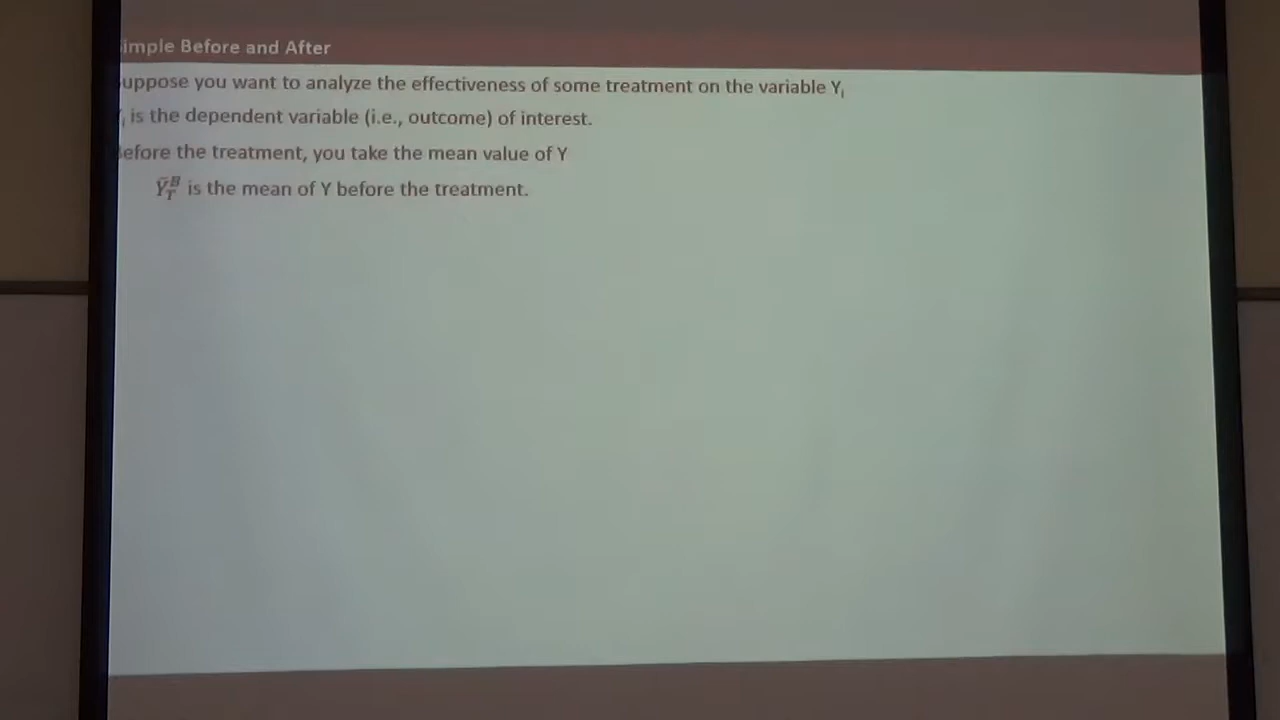 imple Before and After
uppose you want to analyze the effectiveness of some treatment on the variable Yᵢ
ᵢ is the dependent variable (i.e., outcome) of interest.
efore the treatment, you take the mean value of Y
Ȳ_T^B is the mean of Y before the treatment.